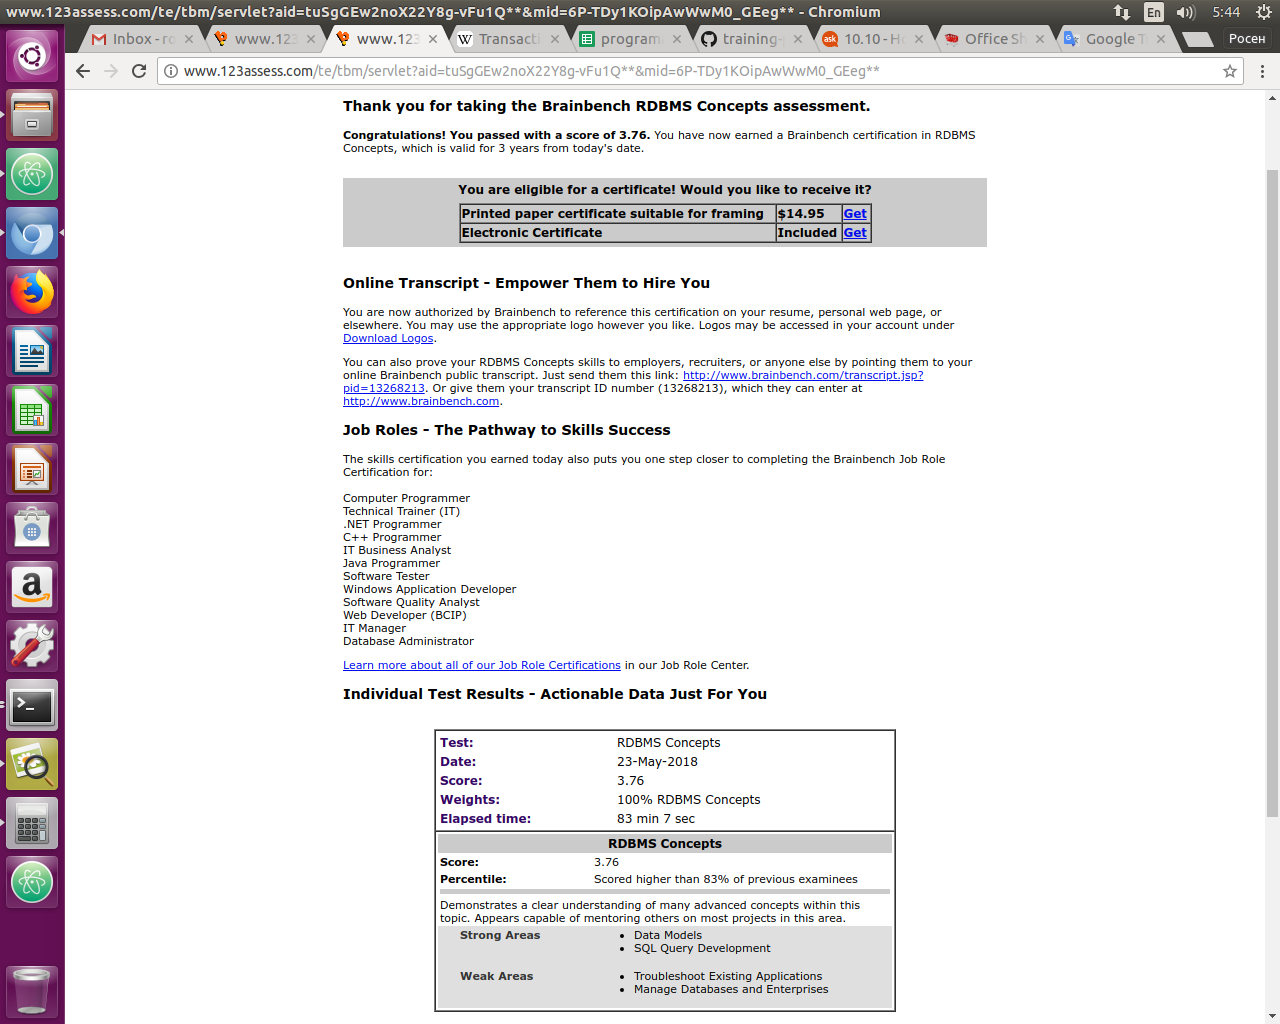 www.123assess.com/te/tbm/servlet?aid=tuSgGEw2noX22Y8g-vFu1Q**&mid=6P-TDy1KOipAwWwM0_GEeg** - Chromium
En
5:44
Inbox - ro
www.123
www.123
Transacti
program
training-
10.10 - H
Office Sh
Google T
Росен
www.123assess.com/te/tbm/servlet?aid=tuSgGEw2noX22Y8g-vFu1Q**&mid=6P-TDy1KOipAwWwM0_GEeg**
Thank you for taking the Brainbench RDBMS Concepts assessment.
Congratulations! You passed with a score of 3.76. You have now earned a Brainbench certification in RDBMS
Concepts, which is valid for 3 years from today's date.
You are eligible for a certificate! Would you like to receive it?
Printed paper certificate suitable for framing $14.95 Get
Electronic Certificate Included Get
Online Transcript - Empower Them to Hire You
You are now authorized by Brainbench to reference this certification on your resume, personal web page, or
elsewhere. You may use the appropriate logo however you like. Logos may be accessed in your account under
Download Logos.
You can also prove your RDBMS Concepts skills to employers, recruiters, or anyone else by pointing them to your
online Brainbench public transcript. Just send them this link: http://www.brainbench.com/transcript.jsp?
pid=13268213. Or give them your transcript ID number (13268213), which they can enter at
http://www.brainbench.com.
Job Roles - The Pathway to Skills Success
The skills certification you earned today also puts you one step closer to completing the Brainbench Job Role
Certification for:
Computer Programmer
Technical Trainer (IT)
.NET Programmer
C++ Programmer
IT Business Analyst
Java Programmer
Software Tester
Windows Application Developer
Software Quality Analyst
Web Developer (BCIP)
IT Manager
Database Administrator
Learn more about all of our Job Role Certifications in our Job Role Center.
Individual Test Results - Actionable Data Just For You
Test: RDBMS Concepts
Date: 23-May-2018
Score: 3.76
Weights: 100% RDBMS Concepts
Elapsed time: 83 min 7 sec
RDBMS Concepts
Score: 3.76
Percentile: Scored higher than 83% of previous examinees
Demonstrates a clear understanding of many advanced concepts within this
topic. Appears capable of mentoring others on most projects in this area.
Strong Areas • Data Models
• SQL Query Development
Weak Areas • Troubleshoot Existing Applications
• Manage Databases and Enterprises